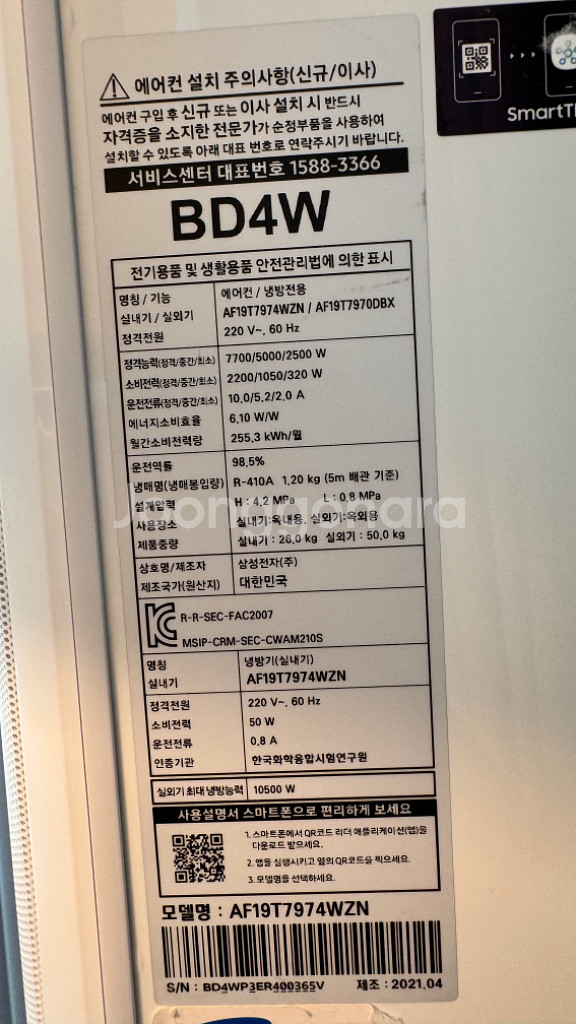 에어컨 설치 주의사항(신규/이사)
에어컨 구입 후 신규 또는 이사 설치 시 반드시
자격증을 소지한 전문가가 순정부품을 사용하여
설치할 수 있도록 아래 대표 번호로 연락주시기 바랍니다.
서비스센터 대표번호 1588-3366
BD4W
전기용품 및 생활용품 안전관리법에 의한 표시
명칭 / 기능 에어컨 / 냉방전용
실내기 / 실외기 AF19T7974WZN / AF19T7970DBX
정격전원 220 V~, 60 Hz
정격능력(정격/중간/최소) 7700/5000/2500 W
소비전력(정격/중간/최소) 2200/1050/320 W
운전전류(정격/중간/최소) 10.0/5.2/2.0 A
에너지소비효율 6.10 W/W
월간소비전력량 255.3 kWh/월
운전역률 98.5%
냉매명(냉매봉입량) R-410A 1.20 kg (5m 배관 기준)
설계압력 H : 4.2 MPa L : 0.8 MPa
사용장소 실내기:옥내용, 실외기:옥외용
제품중량 실내기 : 26.0 kg 실외기 : 50.0 kg
상호명/제조자 삼성전자(주)
제조국가(원산지) 대한민국
R-R-SEC-FAC2007
MSIP-CRM-SEC-CWAM210S
명칭 냉방기(실내기)
실내기 AF19T7974WZN
정격전원 220 V~, 60 Hz
소비전력 50 W
운전전류 0.8 A
인증기관 한국화학융합시험연구원
실외기 최대 냉방능력 10500 W
사용설명서 스마트폰으로 편리하게 보세요
1. 스마트폰에서 QR코드 리더 애플리케이션(앱)을
다운로드 받으세요.
2. 앱을 실행시키고 옆의 QR코드를 찍으세요.
3. 모델명을 선택하세요.
모델명 : AF19T7974WZN
S/N : BD4WP3ER400365V 제조 : 2021.04
SmartTh